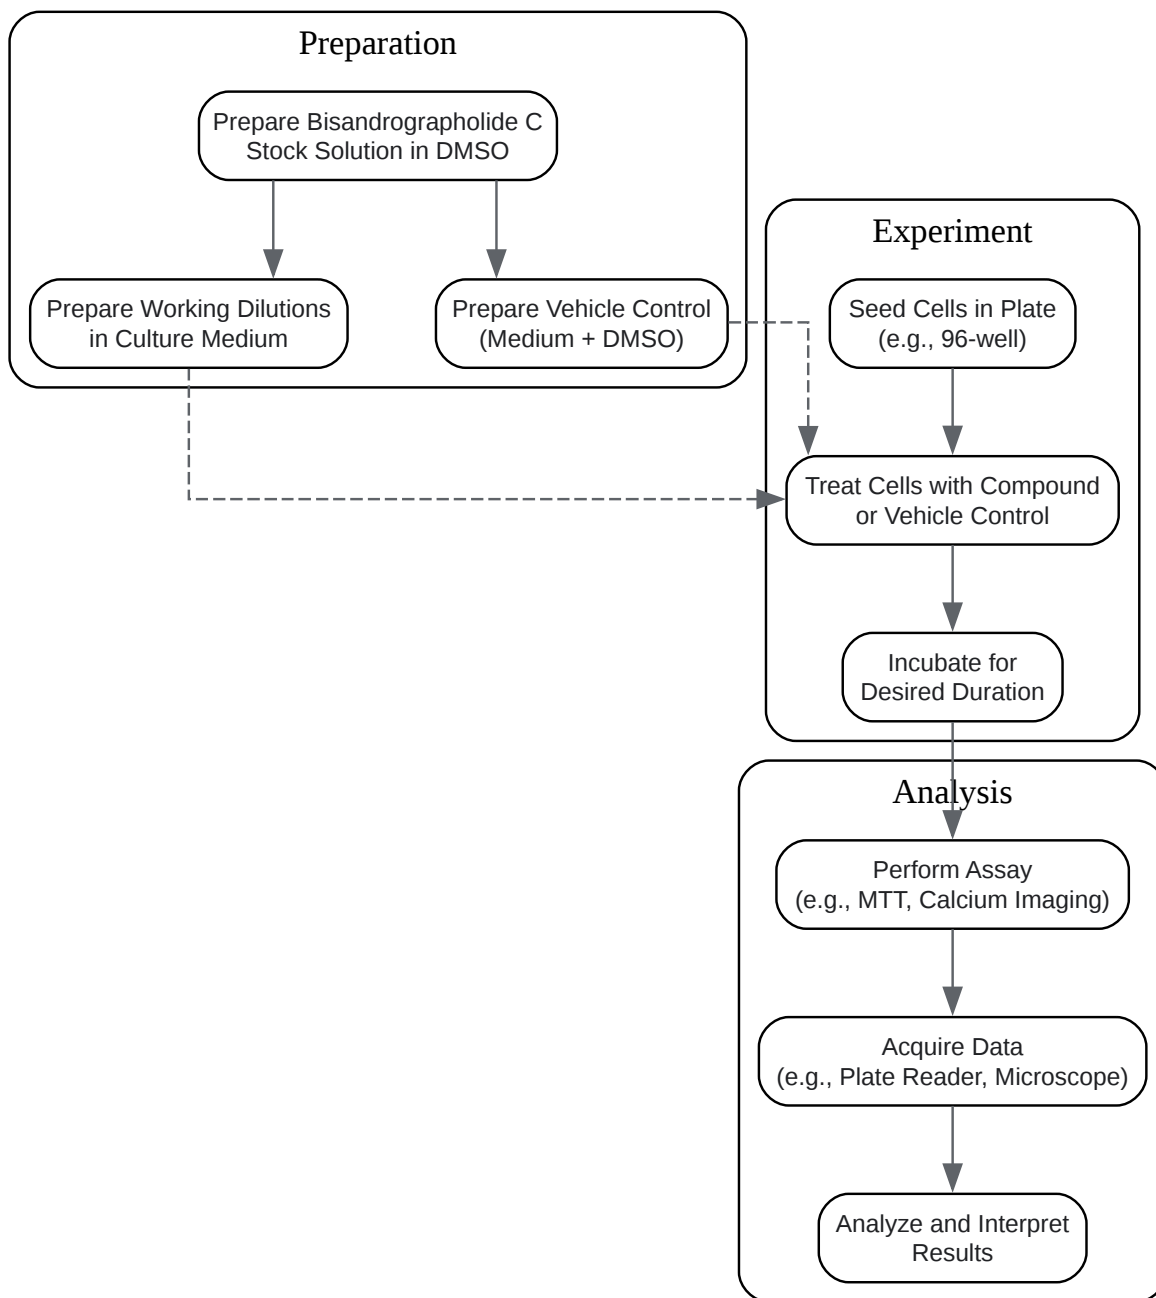 Preparation
Prepare Bisandrographolide C
Stock Solution in DMSO
Prepare Working Dilutions
in Culture Medium
Prepare Vehicle Control
(Medium + DMSO)
Experiment
Seed Cells in Plate
(e.g., 96-well)
Treat Cells with Compound
or Vehicle Control
Incubate for
Desired Duration
Analysis
Perform Assay
(e.g., MTT, Calcium Imaging)
Acquire Data
(e.g., Plate Reader, Microscope)
Analyze and Interpret
Results